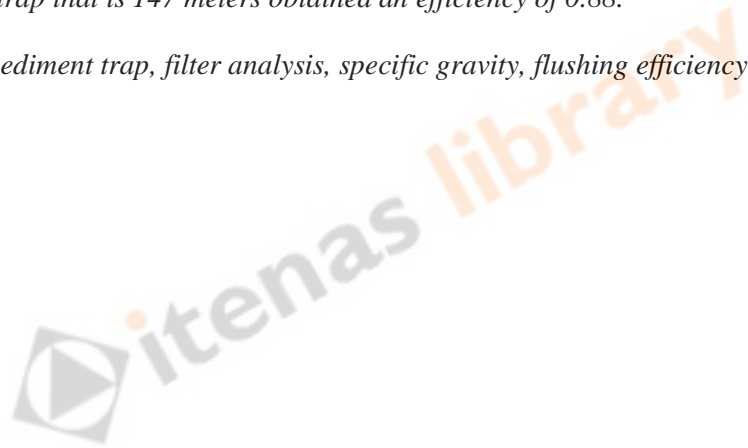 trap that is 147 meters obtained an efficiency of 0.88.
ediment trap, filter analysis, specific gravity, flushing efficiency
itenas library